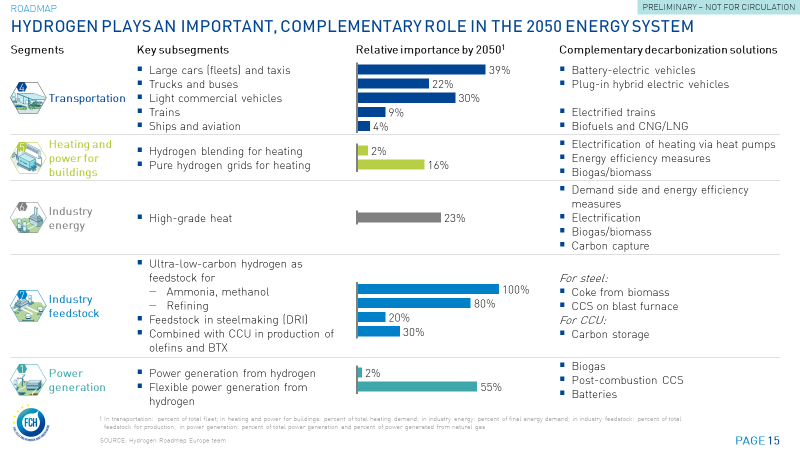 ROADMAP
PRELIMINARY – NOT FOR CIRCULATION
HYDROGEN PLAYS AN IMPORTANT, COMPLEMENTARY ROLE IN THE 2050 ENERGY SYSTEM
Segments
Key subsegments
Relative importance by 2050¹
Complementary decarbonization solutions
4
Transportation
Large cars (fleets) and taxis
Trucks and buses
Light commercial vehicles
Trains
Ships and aviation
39%
22%
30%
9%
4%
Battery-electric vehicles
Plug-in hybrid electric vehicles
Electrified trains
Biofuels and CNG/LNG
5
Heating and
power for
buildings
Hydrogen blending for heating
Pure hydrogen grids for heating
2%
16%
Electrification of heating via heat pumps
Energy efficiency measures
Biogas/biomass
6
Industry
energy
High-grade heat
23%
Demand side and energy efficiency
measures
Electrification
Biogas/biomass
Carbon capture
7
Industry
feedstock
Ultra-low-carbon hydrogen as
feedstock for
– Ammonia, methanol
– Refining
Feedstock in steelmaking (DRI)
Combined with CCU in production of
olefins and BTX
100%
80%
20%
30%
For steel:
Coke from biomass
CCS on blast furnace
For CCU:
Carbon storage
1
Power
generation
Power generation from hydrogen
Flexible power generation from
hydrogen
2%
55%
Biogas
Post-combustion CCS
Batteries
1 In transportation: percent of total fleet; in heating and power for buildings: percent of total heating demand; in industry energy: percent of final energy demand; in industry feedstock: percent of total
feedstock for production; in power generation: percent of total power generation and percent of power generated from natural gas
SOURCE: Hydrogen Roadmap Europe team
FCH
PAGE 15